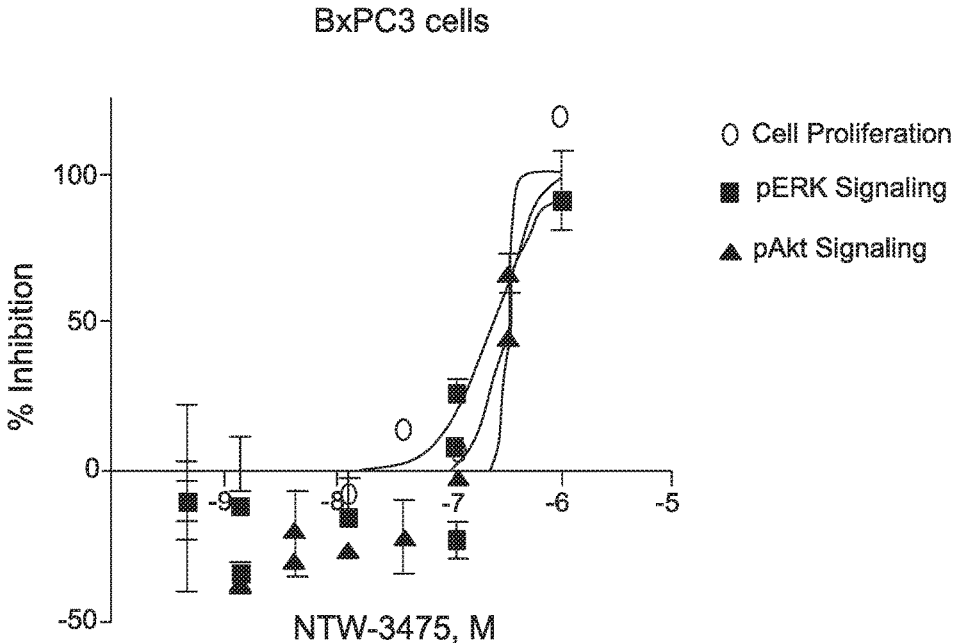 BxPC3 cells
% Inhibition
100
50
0
-50
-9
-8
-7
-6
-5
NTW-3475, M
Cell Proliferation
pERK Signaling
pAkt Signaling